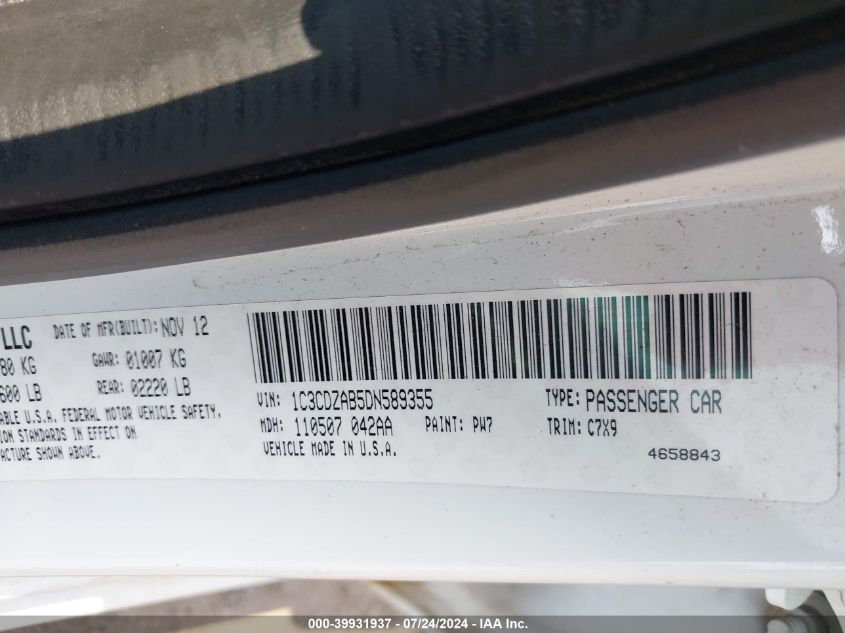 LLC DATE OF MFR(BUILT): NOV 12
80 KG GAWR: 01007 KG
600 LB REAR: 02220 LB
ABLE U.S.A. FEDERAL MOTOR VEHICLE SAFETY,
ION STANDARDS IN EFFECT ON
ACTURE SHOWN ABOVE.
VIN: 1C3CDZAB5DN589355 TYPE: PASSENGER CAR
MDH: 110507 042AA PAINT: PW7 TRIM: C7X9
VEHICLE MADE IN U.S.A. 4658843
000-39931937 - 07/24/2024 - IAA Inc.